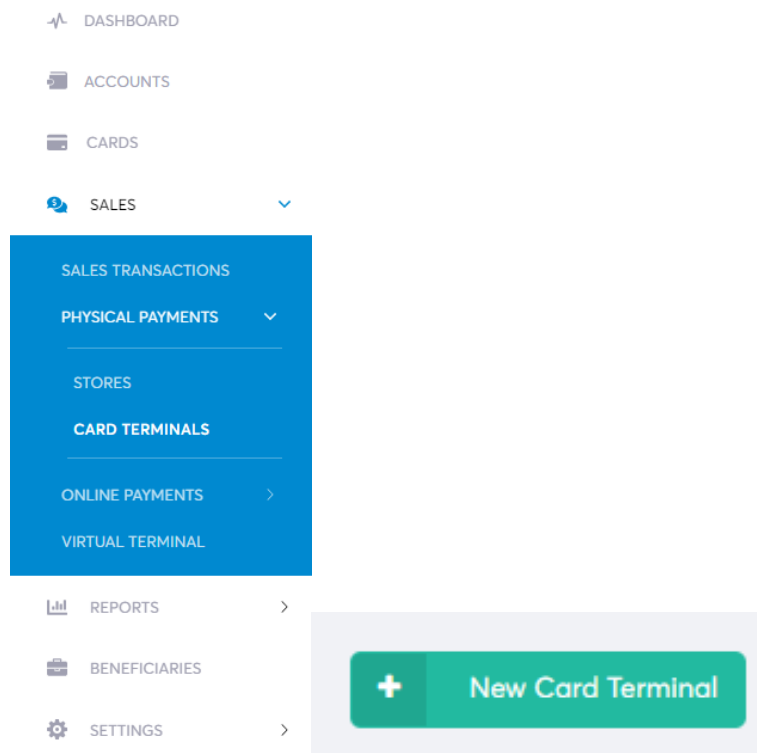 DASHBOARD
ACCOUNTS
CARDS
SALES
SALES TRANSACTIONS
PHYSICAL PAYMENTS
STORES
CARD TERMINALS
ONLINE PAYMENTS
VIRTUAL TERMINAL
REPORTS
BENEFICIARIES
SETTINGS
New Card Terminal